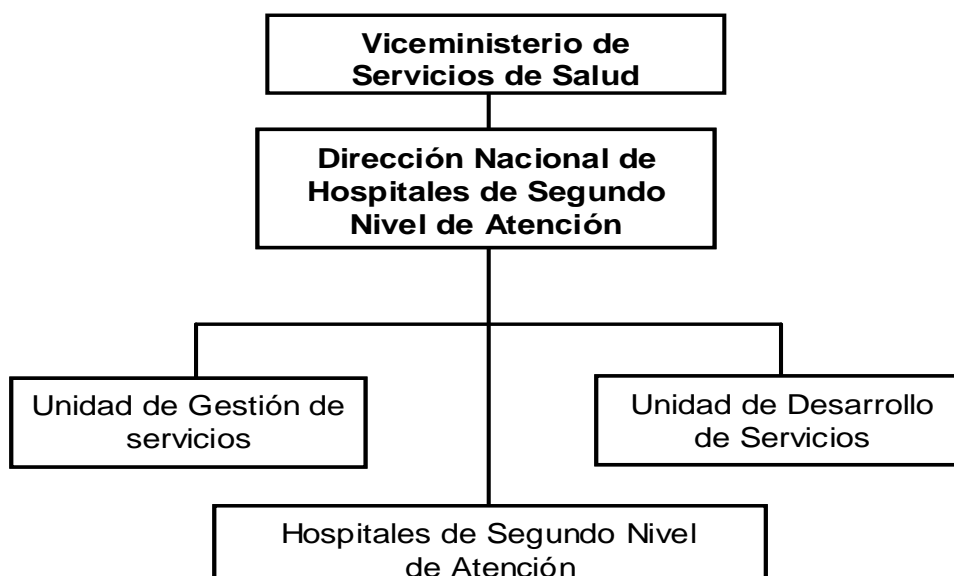 Viceministerio de
Servicios de Salud
Dirección Nacional de
Hospitales de Segundo
Nivel de Atención
Unidad de Gestión de
servicios
Unidad de Desarrollo
de Servicios
Hospitales de Segundo Nivel
de Atención